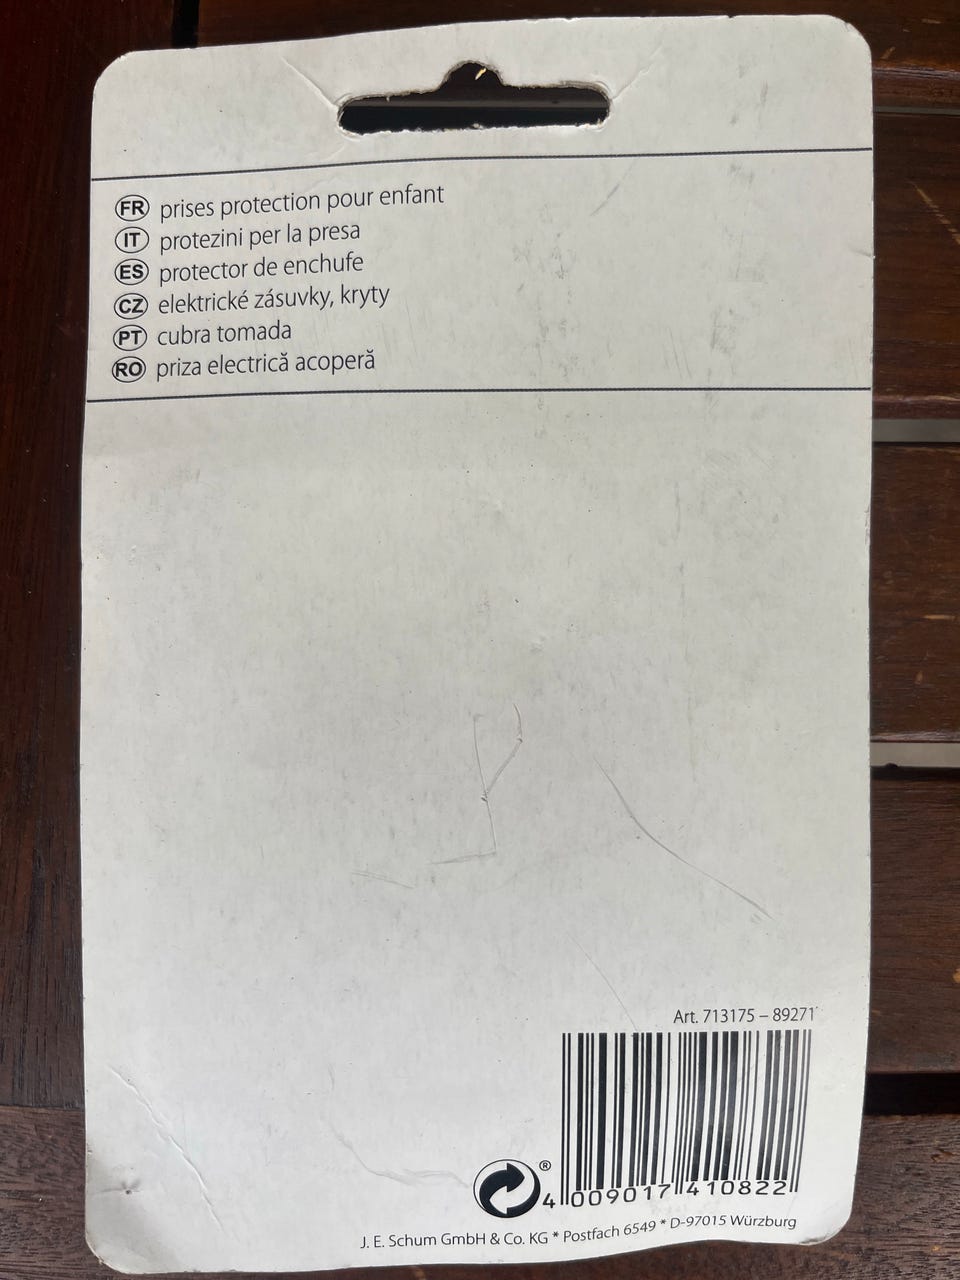 FR prises protection pour enfant
IT protezini per la presa
ES protector de enchufe
CZ elektrické zásuvky, kryty
PT cubra tomada
RO priza electrică acoperă
Art. 713175 – 89271
®
4 009017 410822
J. E. Schum GmbH & Co. KG * Postfach 6549 * D-97015 Würzburg